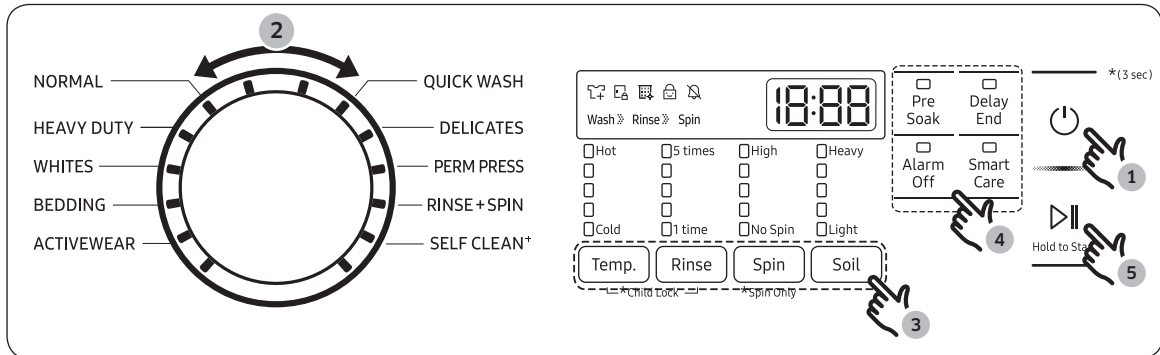 2
NORMAL
HEAVY DUTY
WHITES
BEDDING
ACTIVEWEAR
QUICK WASH
DELICATES
PERM PRESS
RINSE+SPIN
SELF CLEAN+
Wash Rinse Spin
18:88
Hot 5 times High Heavy
Cold 1 time No Spin Light
Temp. Rinse Spin Soil
*Child Lock *Spin Only
3
Pre Soak
Delay End
Alarm Off
Smart Care
4
*(3 sec)
1
Hold to
5